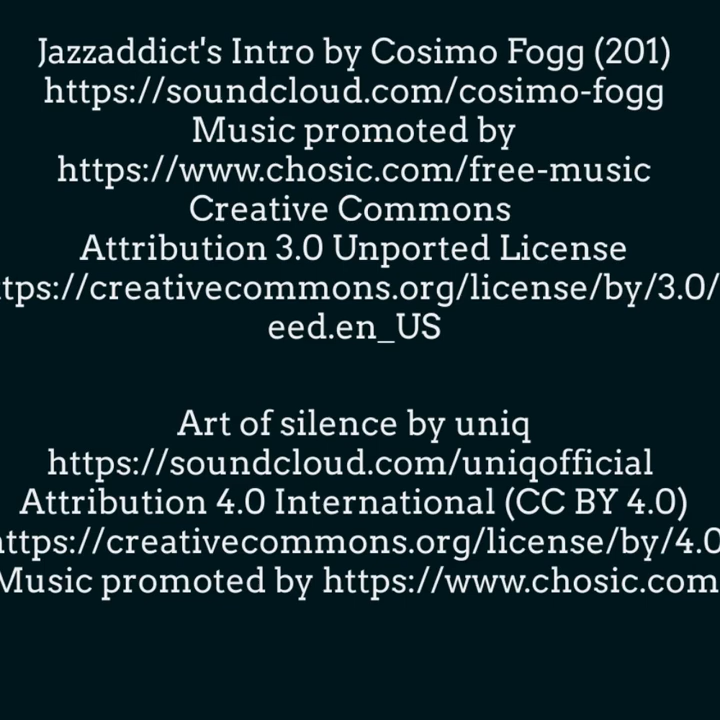 Jazzaddict's Intro by Cosimo Fogg (201)
https://soundcloud.com/cosimo-fogg
Music promoted by
https://www.chosic.com/free-music
Creative Commons
Attribution 3.0 Unported License
tps://creativecommons.org/license/by/3.0/
eed.en_US
Art of silence by uniq
https://soundcloud.com/uniqofficial
Attribution 4.0 International (CC BY 4.0)
ttps://creativecommons.org/license/by/4.0
Music promoted by https://www.chosic.com